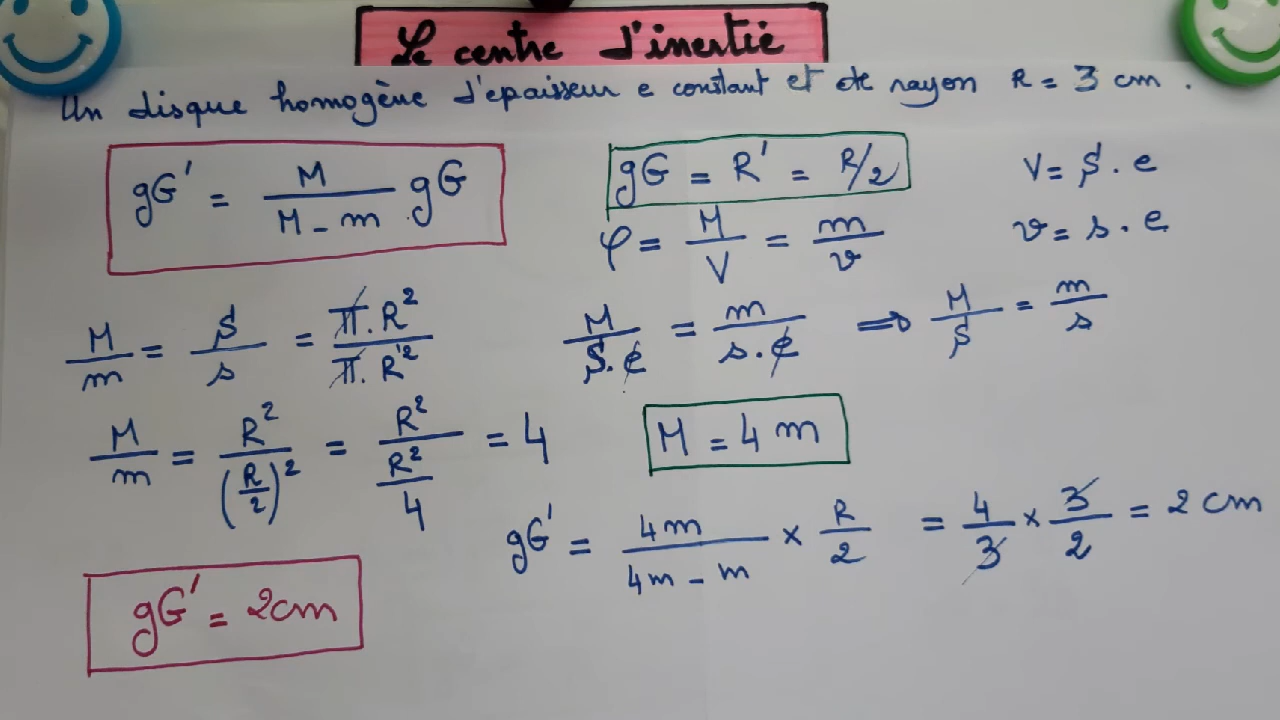 Le centre d'inertie
Un disque homogène d'epaisseur e constant et de rayon R = 3 cm .
gG' = M / (M - m) . gG
gG = R' = R/2
V = S . e
φ = M/V = m/v
v = s . e
M/m = S/s = π.R² / π.R'²
M/S.e = m/s.e ⟹ M/S = m/s
M/m = R² / (R/2)² = R² / (R²/4) = 4
M = 4 m
gG' = 4m / (4m - m) × R/2 = 4/3 × 3/2 = 2 cm
gG' = 2cm